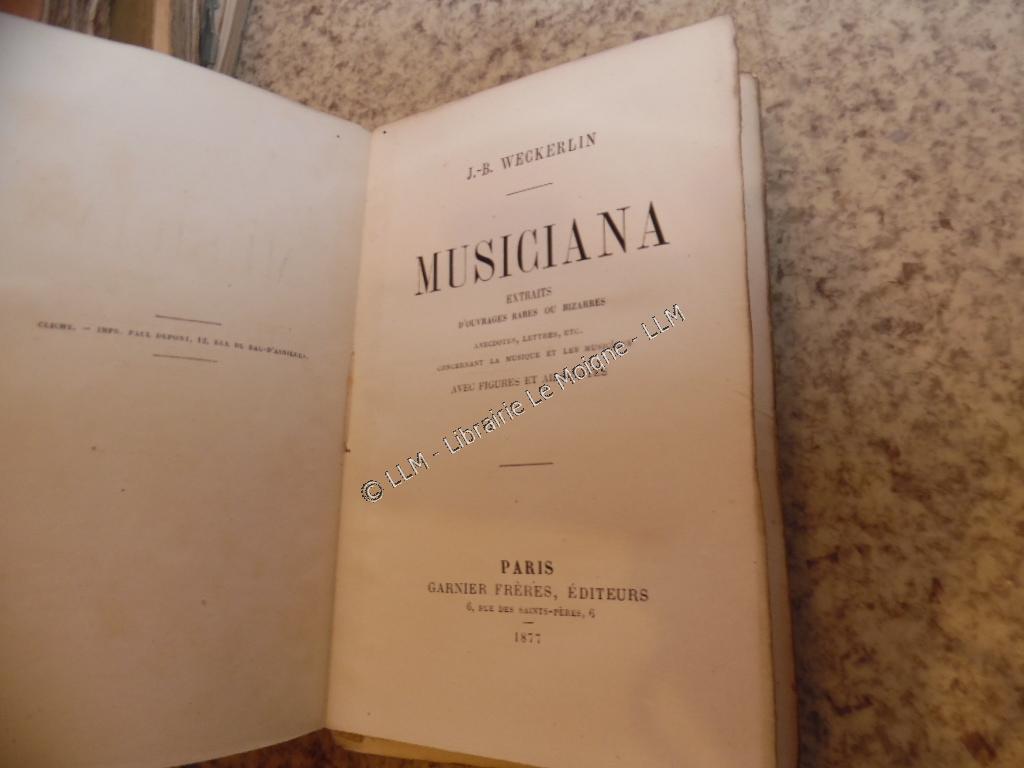 CLICHY. — IMPR. PAUL DUPONT, 12, RUE DU BAC-D'ASNIÈRES.
J.-B. WECKERLIN
MUSICIANA
EXTRAITS
D'OUVRAGES RARES OU BIZARRES
ANECDOTES, LETTRES, ETC.
CONCERNANT LA MUSIQUE ET LES
AVEC FIGURES ET
© LLM - Librairie Le Moigne - LLM
PARIS
GARNIER FRÈRES, ÉDITEURS
6, RUE DES SAINTS-PÈRES, 6
1877